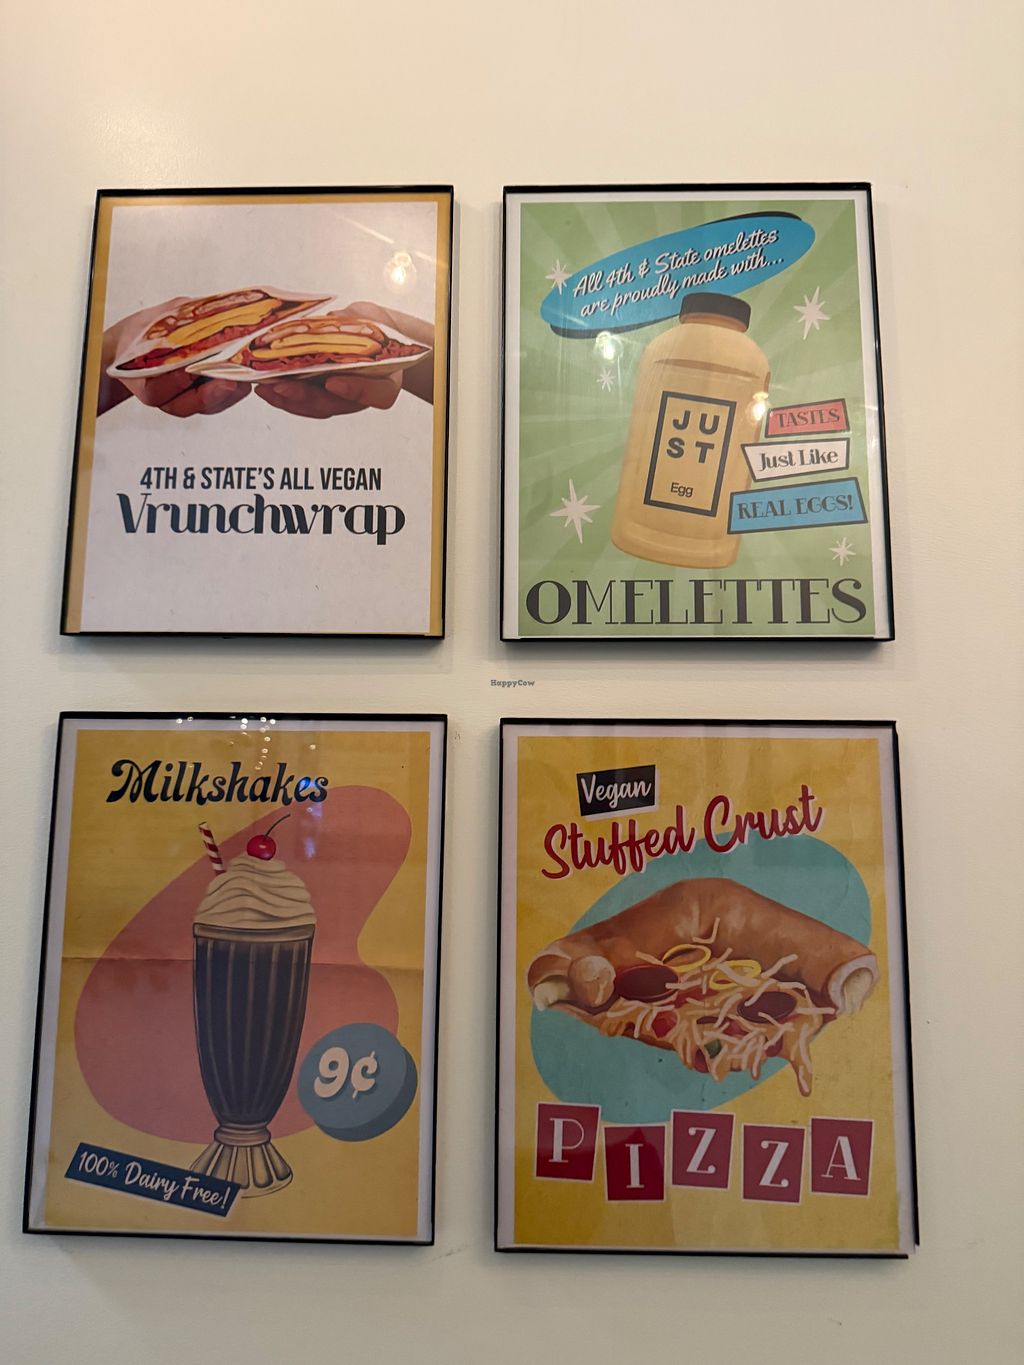 4TH & STATE'S ALL VEGAN
Vrunchwrap
All 4th & State omelettes
are proudly made with...
JU
ST
Egg
TASTES
Just Like
REAL EGGS!
OMELETTES
HappyCow
Milkshakes
9¢
100% Dairy Free!
Vegan
Stuffed Crust
PIZZA